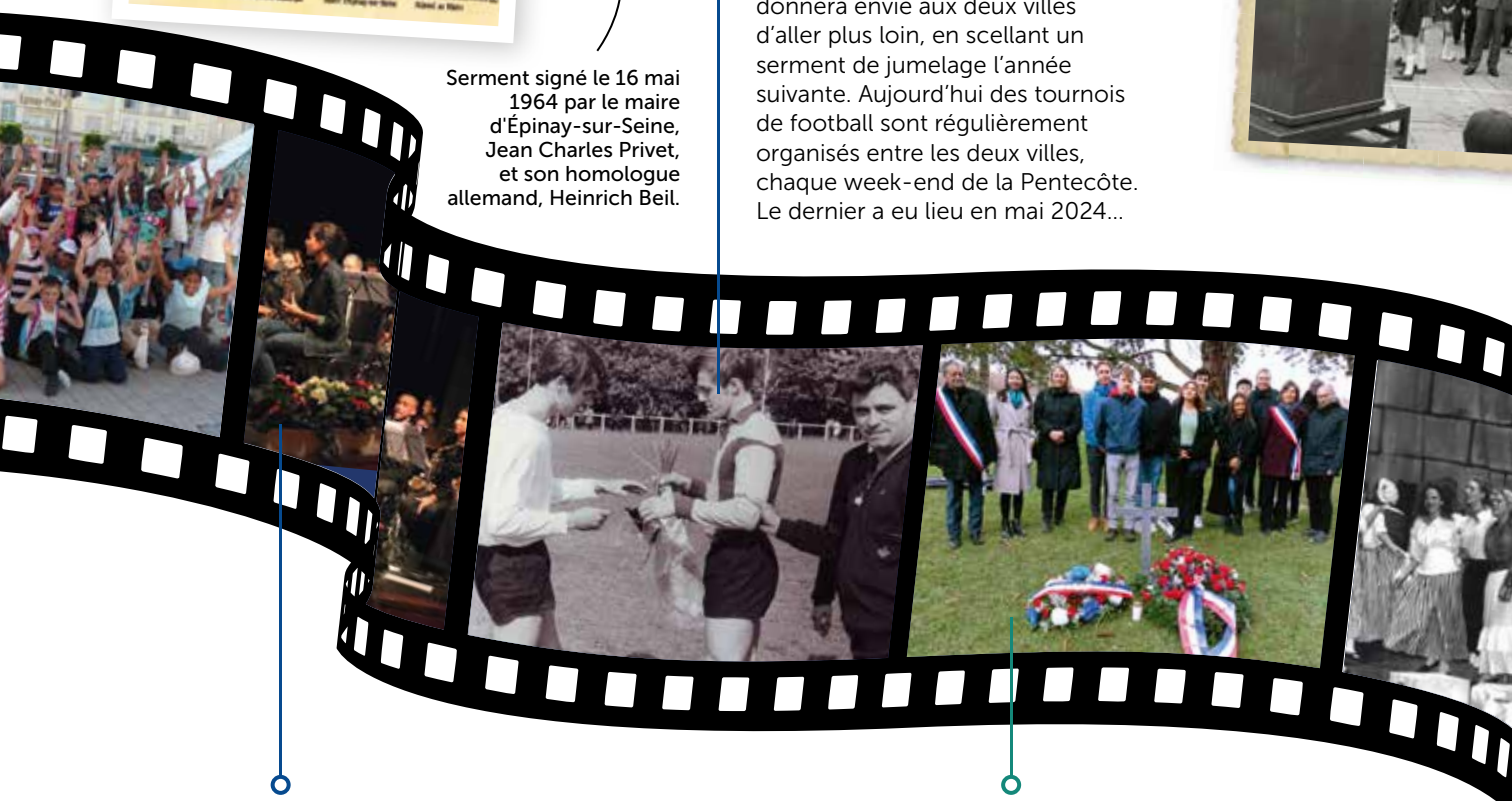 Serment signé le 16 mai
1964 par le maire
d'Épinay-sur-Seine,
Jean Charles Privet,
et son homologue
allemand, Heinrich Beil.
donnera envie aux deux villes
d'aller plus loin, en scellant un
serment de jumelage l'année
suivante. Aujourd'hui des tournois
de football sont régulièrement
organisés entre les deux villes,
chaque week-end de la Pentecôte.
Le dernier a eu lieu en mai 2024...